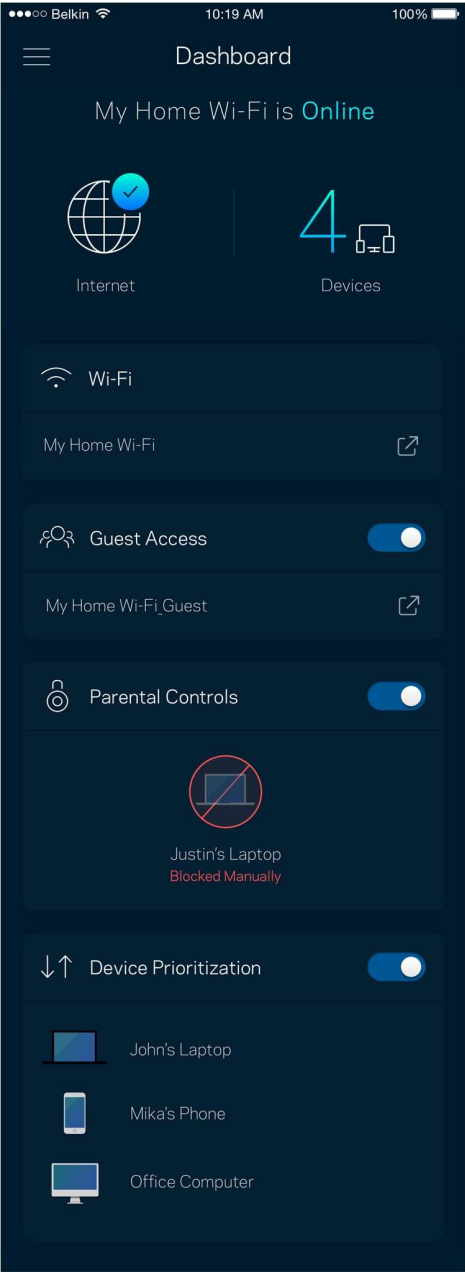 Belkin 10:19 AM 100%
Dashboard
My Home Wi-Fi is Online
4
Internet Devices
Wi-Fi
My Home Wi-Fi
Guest Access
My Home Wi-Fi_Guest
Parental Controls
Justin's Laptop
Blocked Manually
Device Prioritization
John's Laptop
Mika's Phone
Office Computer